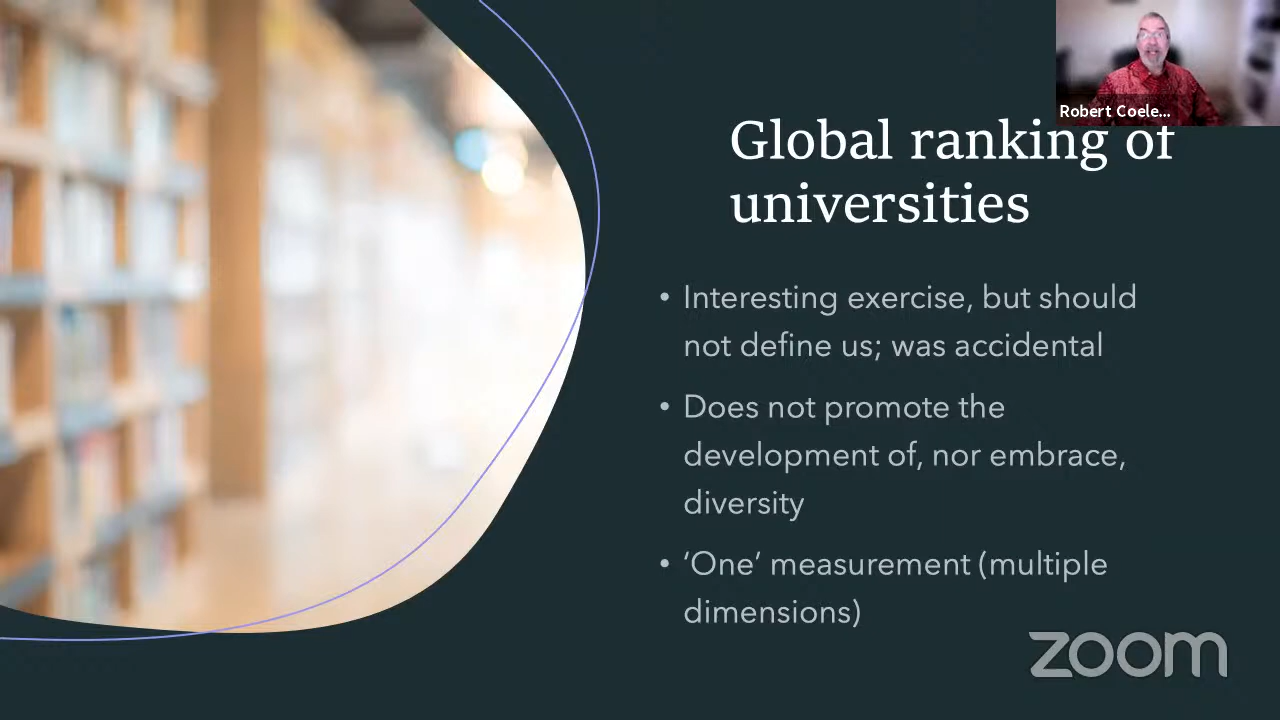 Robert Coele...
Global ranking of
universities
• Interesting exercise, but should
not define us; was accidental
• Does not promote the
development of, nor embrace,
diversity
• ‘One’ measurement (multiple
dimensions)
zoom